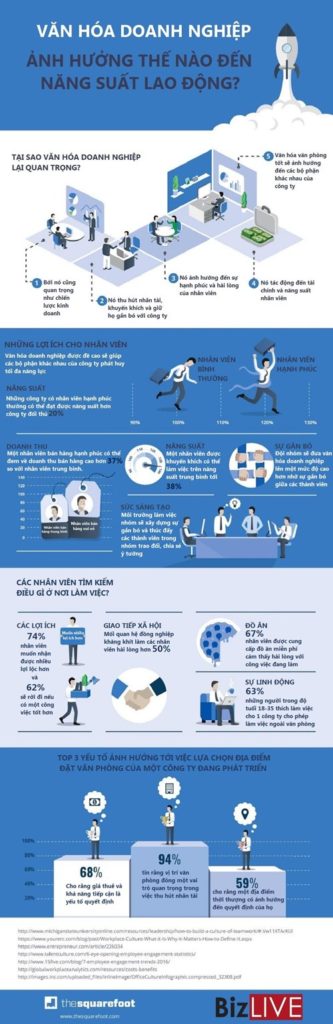 VĂN HÓA DOANH NGHIỆP
ẢNH HƯỞNG THẾ NÀO ĐẾN
NĂNG SUẤT LAO ĐỘNG?
TẠI SAO VĂN HÓA DOANH NGHIỆP
LẠI QUAN TRỌNG?
5 Văn hóa văn phòng
tốt sẽ ảnh hưởng
đến các bộ phận
khác nhau của
công ty
1 Bởi nó cũng
quan trọng
như chiến
lược kinh
doanh
2 Nó thu hút nhân tài,
khuyến khích và giữ
họ gắn bó với công ty
3 Nó ảnh hưởng đến sự
hạnh phúc và hài lòng
của nhân viên
4 Nó tác động đến tài
chính và năng suất
nhân viên
NHỮNG LỢI ÍCH CHO NHÂN VIÊN
Văn hóa doanh nghiệp được đề cao sẽ giúp
các bộ phận khác nhau của công ty phát huy
tối đa năng lực
NHÂN VIÊN
BÌNH
THƯỜNG
NHÂN VIÊN
HẠNH PHÚC
NĂNG SUẤT
Những công ty có nhân viên hạnh phúc
thường có thể đạt được năng suất hơn
công ty đối thủ 20%
90% 100% 110% 120% 130%
DOANH THU
Một nhân viên bán hàng hạnh phúc có thể
đem về doanh thu bán hàng cao hơn 37%
so với nhân viên trung bình.
140
120
100
80
60
40
20
0
Nhân viên bán
hàng trung bình
Nhân viên bán
hàng vui vẻ
NĂNG SUẤT
Một nhân viên được
khuyến khích có thể
làm việc trên năng
suất trung bình tới
38%
SỰ GẮN BÓ
Đội nhóm sẽ đưa văn
hóa doanh nghiệp
lên một mức độ cao
hơn nhờ sự gắn bó
giữa các thành viên
SỨC SÁNG TẠO
Môi trường làm việc
nhóm sẽ xây dựng sự
gắn bó và thúc đẩy
các thành viên trong
nhóm trao đổi, chia sẻ
ý tưởng
CÁC NHÂN VIÊN TÌM KIẾM
ĐIỀU GÌ Ở NƠI LÀM VIỆC?
CÁC LỢI ÍCH
74%
nhân viên
muốn nhận
được nhiều
lợi lộc hơn
và
62%
sẽ rời đi nếu
có một công
việc tốt hơn
Muốn nhiều
lợi ích hơn
GIAO TIẾP XÃ HỘI
Mối quan hệ đồng nghiệp
khăng khít làm các nhân
viên hài lòng hơn 50%
ĐỒ ĂN
67%
nhân viên được cung
cấp đồ ăn miễn phí
cảm thấy hài lòng với
công việc đang làm
SỰ LINH ĐỘNG
63%
những người trong độ
tuổi 18-35 thích làm việc
cho 1 công ty cho phép
làm việc ngoài văn phòng
TOP 3 YẾU TỐ ẢNH HƯỞNG TỚI VIỆC LỰA CHỌN ĐỊA ĐIỂM
ĐẶT VĂN PHÒNG CỦA MỘT CÔNG TY ĐANG PHÁT TRIỂN
100%
80%
60%
40%
20%
68%
Cho rằng giá thuê và
khả năng tiếp cận là
yếu tố quyết định
94%
tin rằng vị trí văn
phòng đóng một vai
trò quan trọng trong
việc thu hút nhân tài
59%
cho rằng một địa điểm
thời thượng có ảnh hưởng
đến quyết định của họ
https://www.entrepreneur.com/article/226334
thesquarefoot
www.thesquarefoot.com
BizLIVE